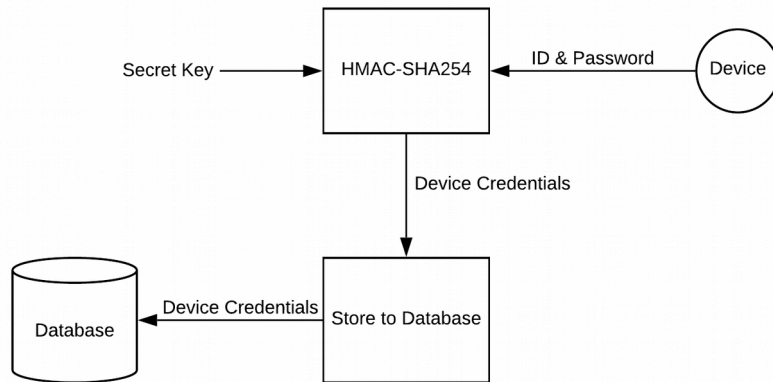 HMAC-SHA254
Secret Key
ID & Password
Device
Device Credentials
Device Credentials
Store to Database
Database